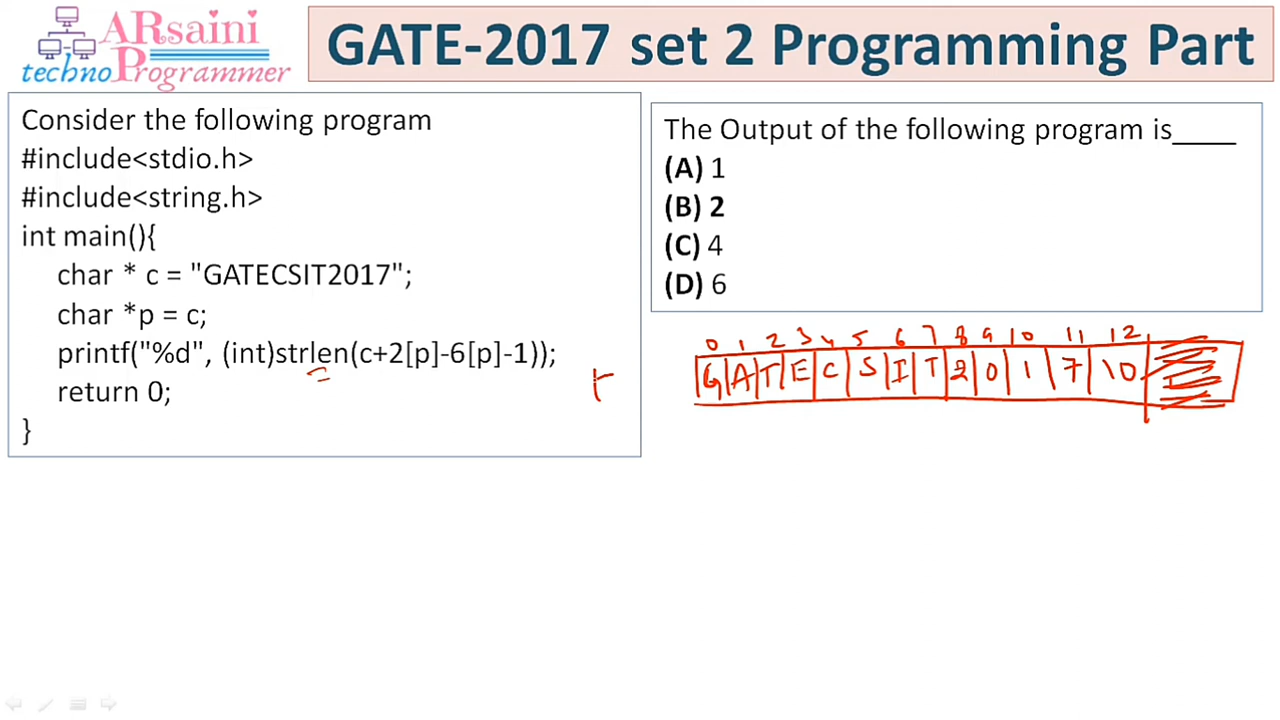 ARsaini
technoProgrammer
GATE-2017 set 2 Programming Part
Consider the following program
#include<stdio.h>
#include<string.h>
int main(){
char * c = "GATECSIT2017";
char *p = c;
printf("%d", (int)strlen(c+2[p]-6[p]-1));
return 0;
}
The Output of the following program is____
(A) 1
(B) 2
(C) 4
(D) 6
0 1 2 3 4 5 6 7 8 9 10 11 12
G A T E C S I T 2 0 1 7 \0